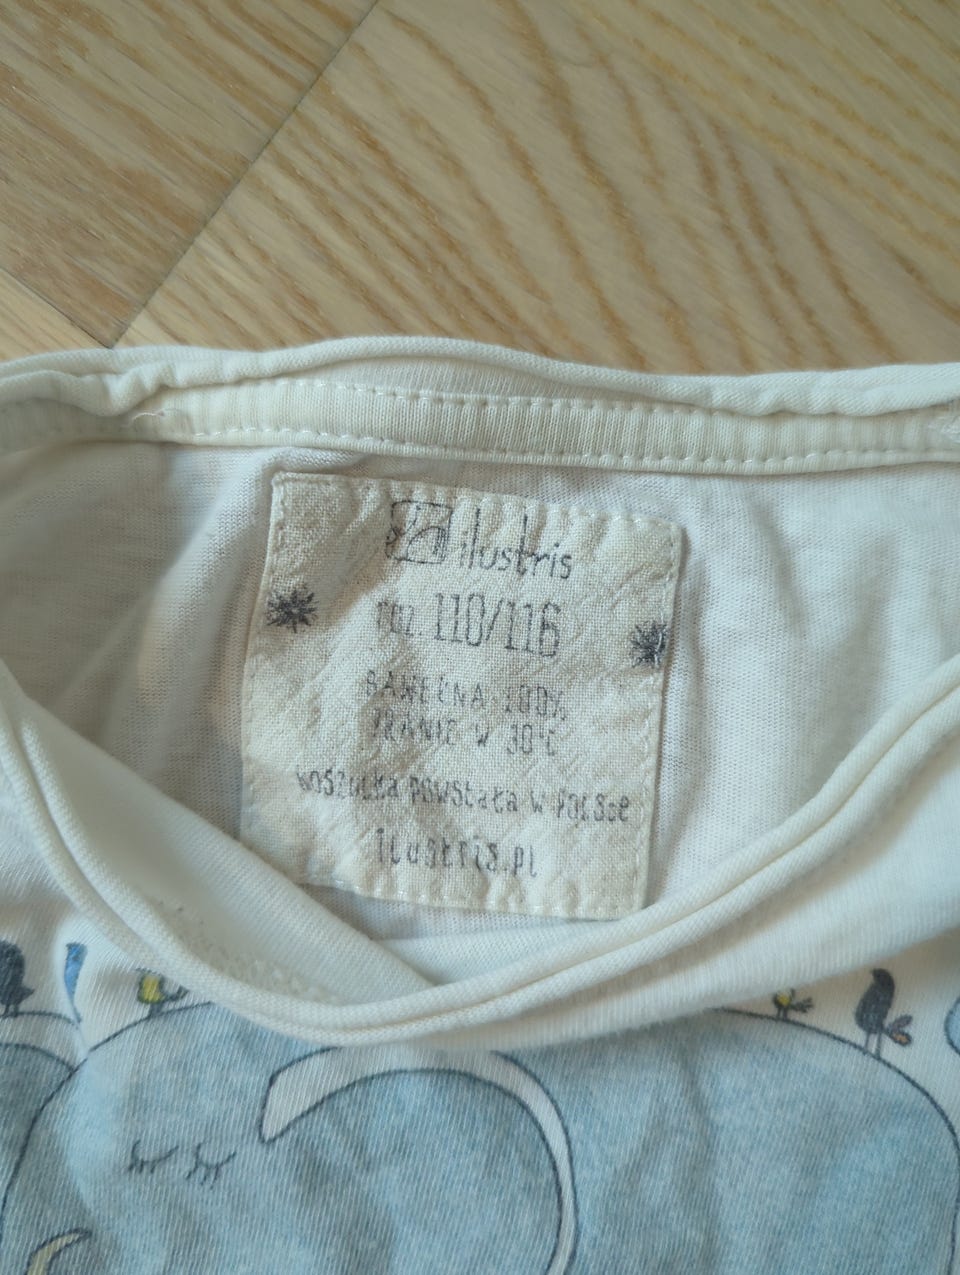 ilustris
roz. 110/116
BAWEŁNA 100%
PRANIE W 30°C
koszulka powstała w Polsce
ilustris.pl